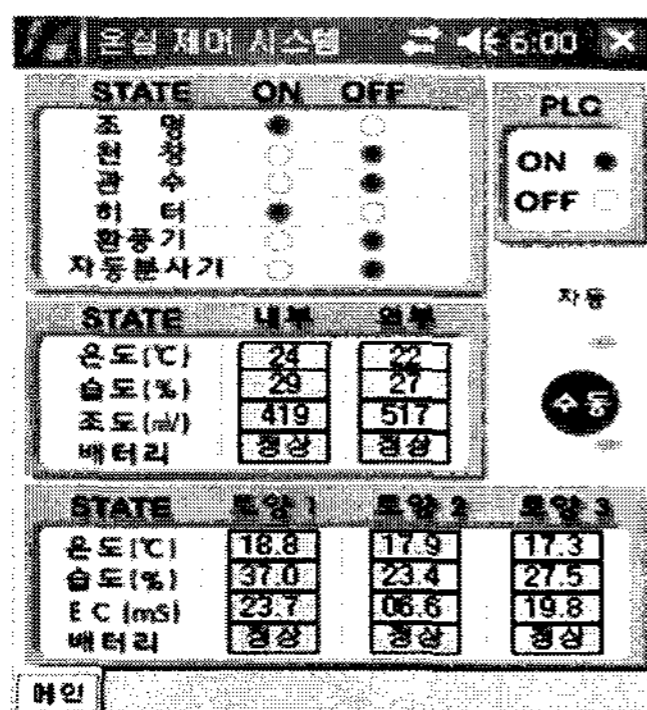 온실 제어 시스템 6:00
STATE ON OFF
조 명
천 창
관 수
히 터
환풍기
자동분사기
PLC
ON
OFF
자동
수동
STATE 내부 외부
온도(℃) 24 22
습도(%) 29 27
조도(㎷) 419 517
배터리 정상 정상
STATE 토양 1 토양 2 토양 3
온도(℃) 18.8 17.9 17.3
습도(%) 37.0 23.4 27.5
E C (mS) 23.7 06.6 19.8
배터리 정상 정상 정상
메인